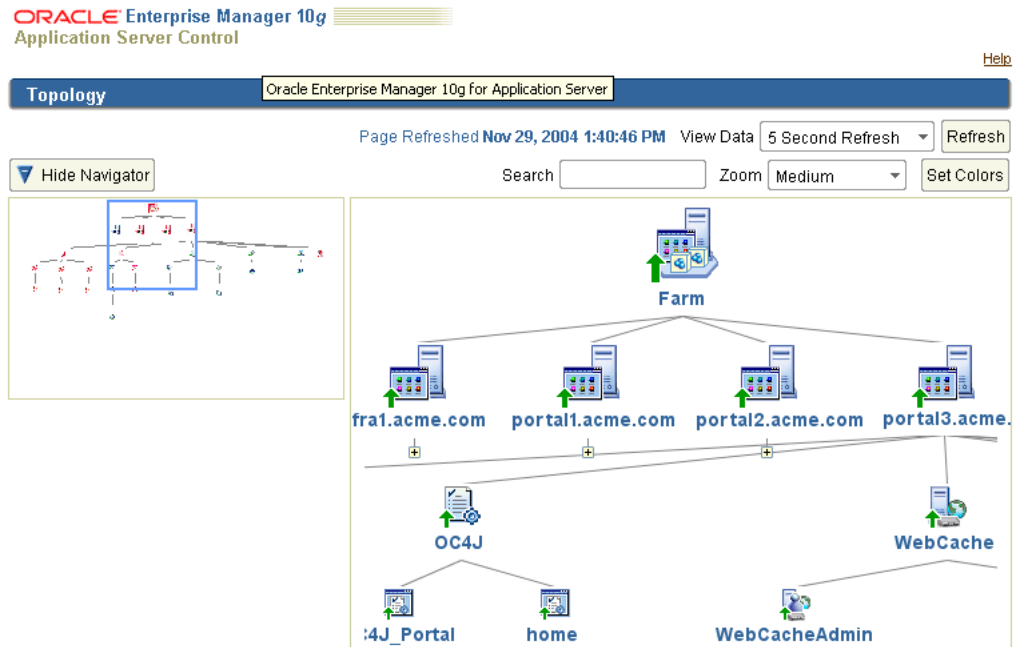 ORACLE Enterprise Manager 10g
Application Server Control
Help
Topology
Oracle Enterprise Manager 10g for Application Server
Page Refreshed Nov 29, 2004 1:40:46 PM View Data 5 Second Refresh Refresh
Hide Navigator Search Zoom Medium Set Colors
Farm
fra1.acme.com portal1.acme.com portal2.acme.com portal3.acme.
OC4J WebCache
:4J_Portal home WebCacheAdmin